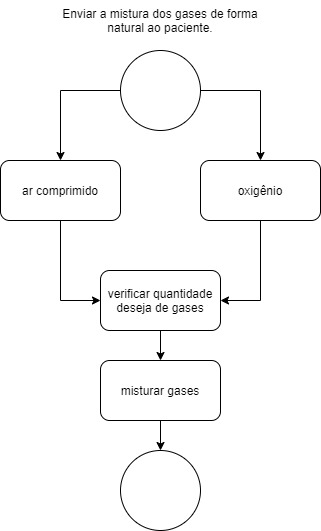 Enviar a mistura dos gases de forma
natural ao paciente.
ar comprimido
oxigênio
verificar quantidade
deseja de gases
misturar gases